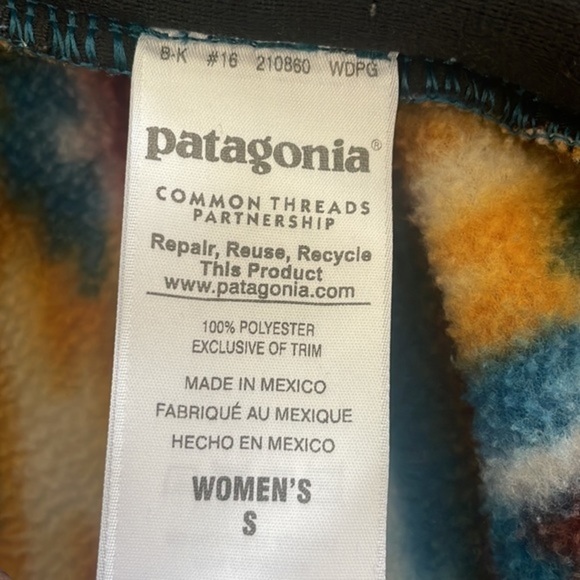 B-K #16 210860 WDPG
patagonia®
COMMON THREADS
PARTNERSHIP
Repair, Reuse, Recycle
This Product
www.patagonia.com
100% POLYESTER
EXCLUSIVE OF TRIM
MADE IN MEXICO
FABRIQUÉ AU MEXIQUE
HECHO EN MEXICO
WOMEN'S
S